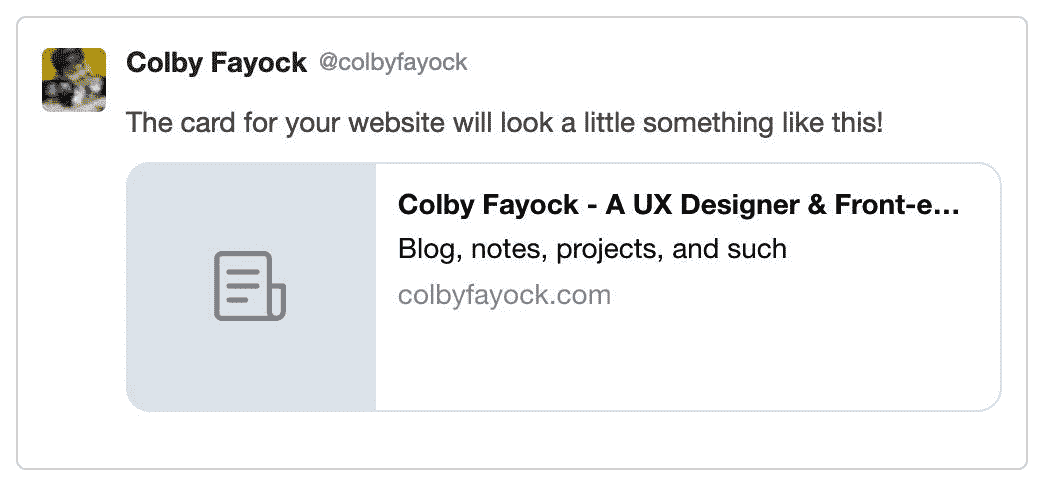 Colby Fayock @colbyfayock
The card for your website will look a little something like this!
Colby Fayock - A UX Designer & Front-e...
Blog, notes, projects, and such
colbyfayock.com